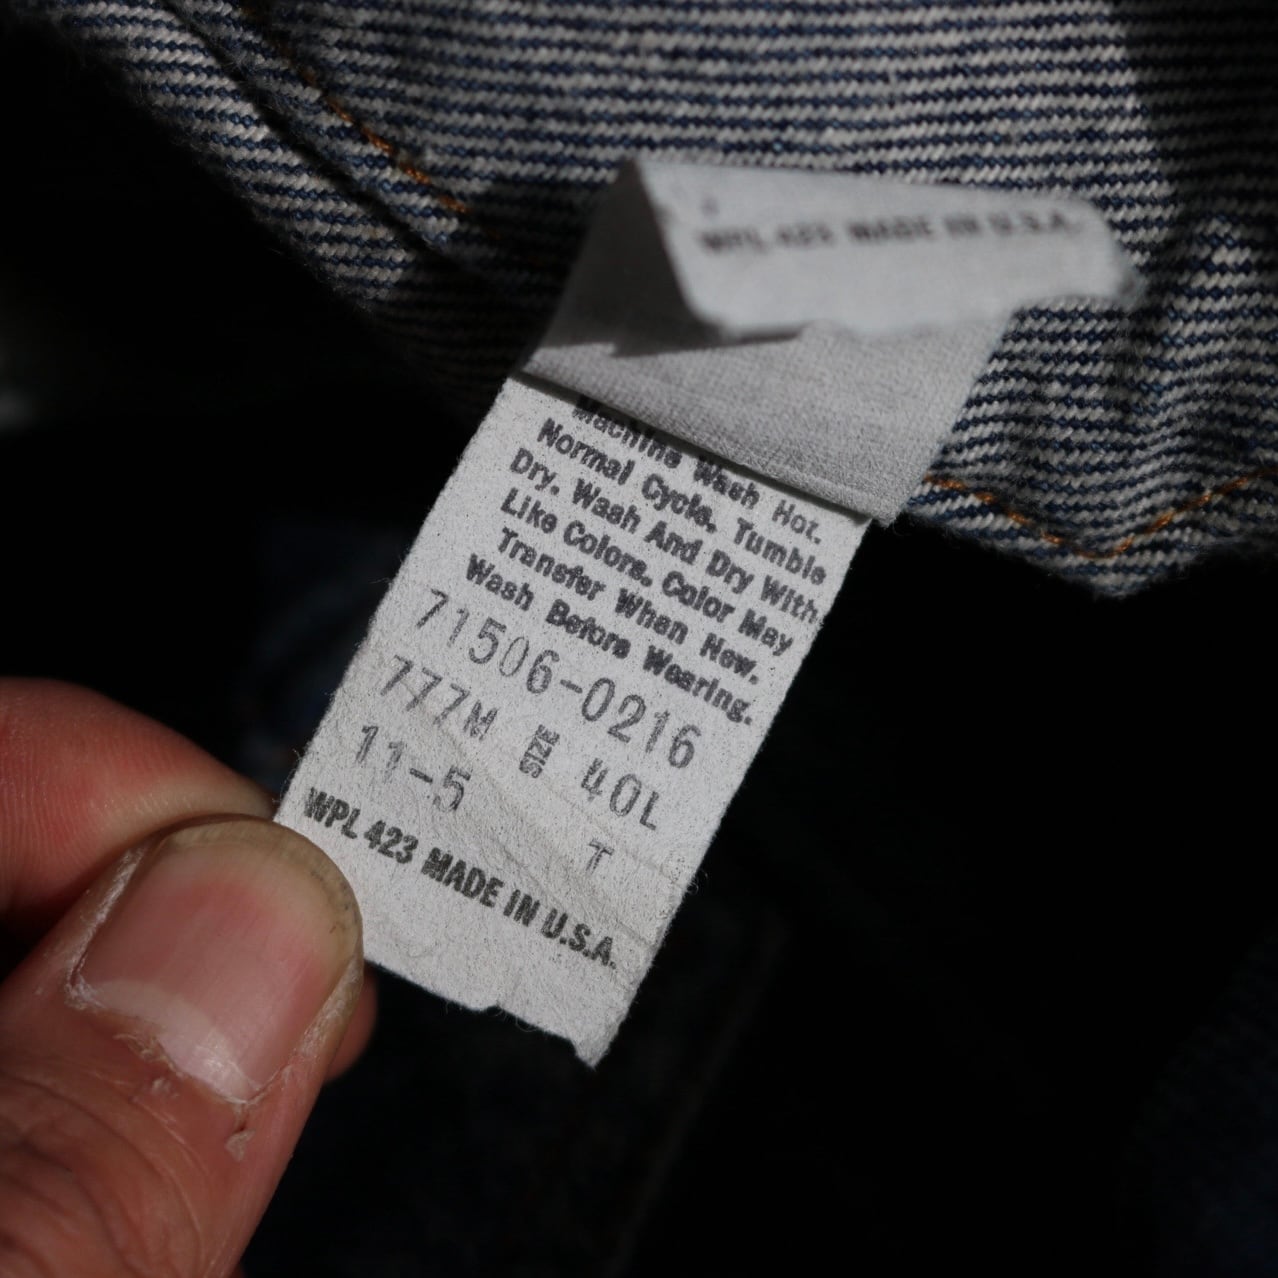 WPL 423 MADE IN U.S.A.
Machine Wash Hot.
Normal Cycle. Tumble
Dry. Wash And Dry With
Like Colors. Color May
Transfer When New.
Wash Before Wearing.
71506-0216
777M SIZE 40L
11-5 T
WPL 423 MADE IN U.S.A.